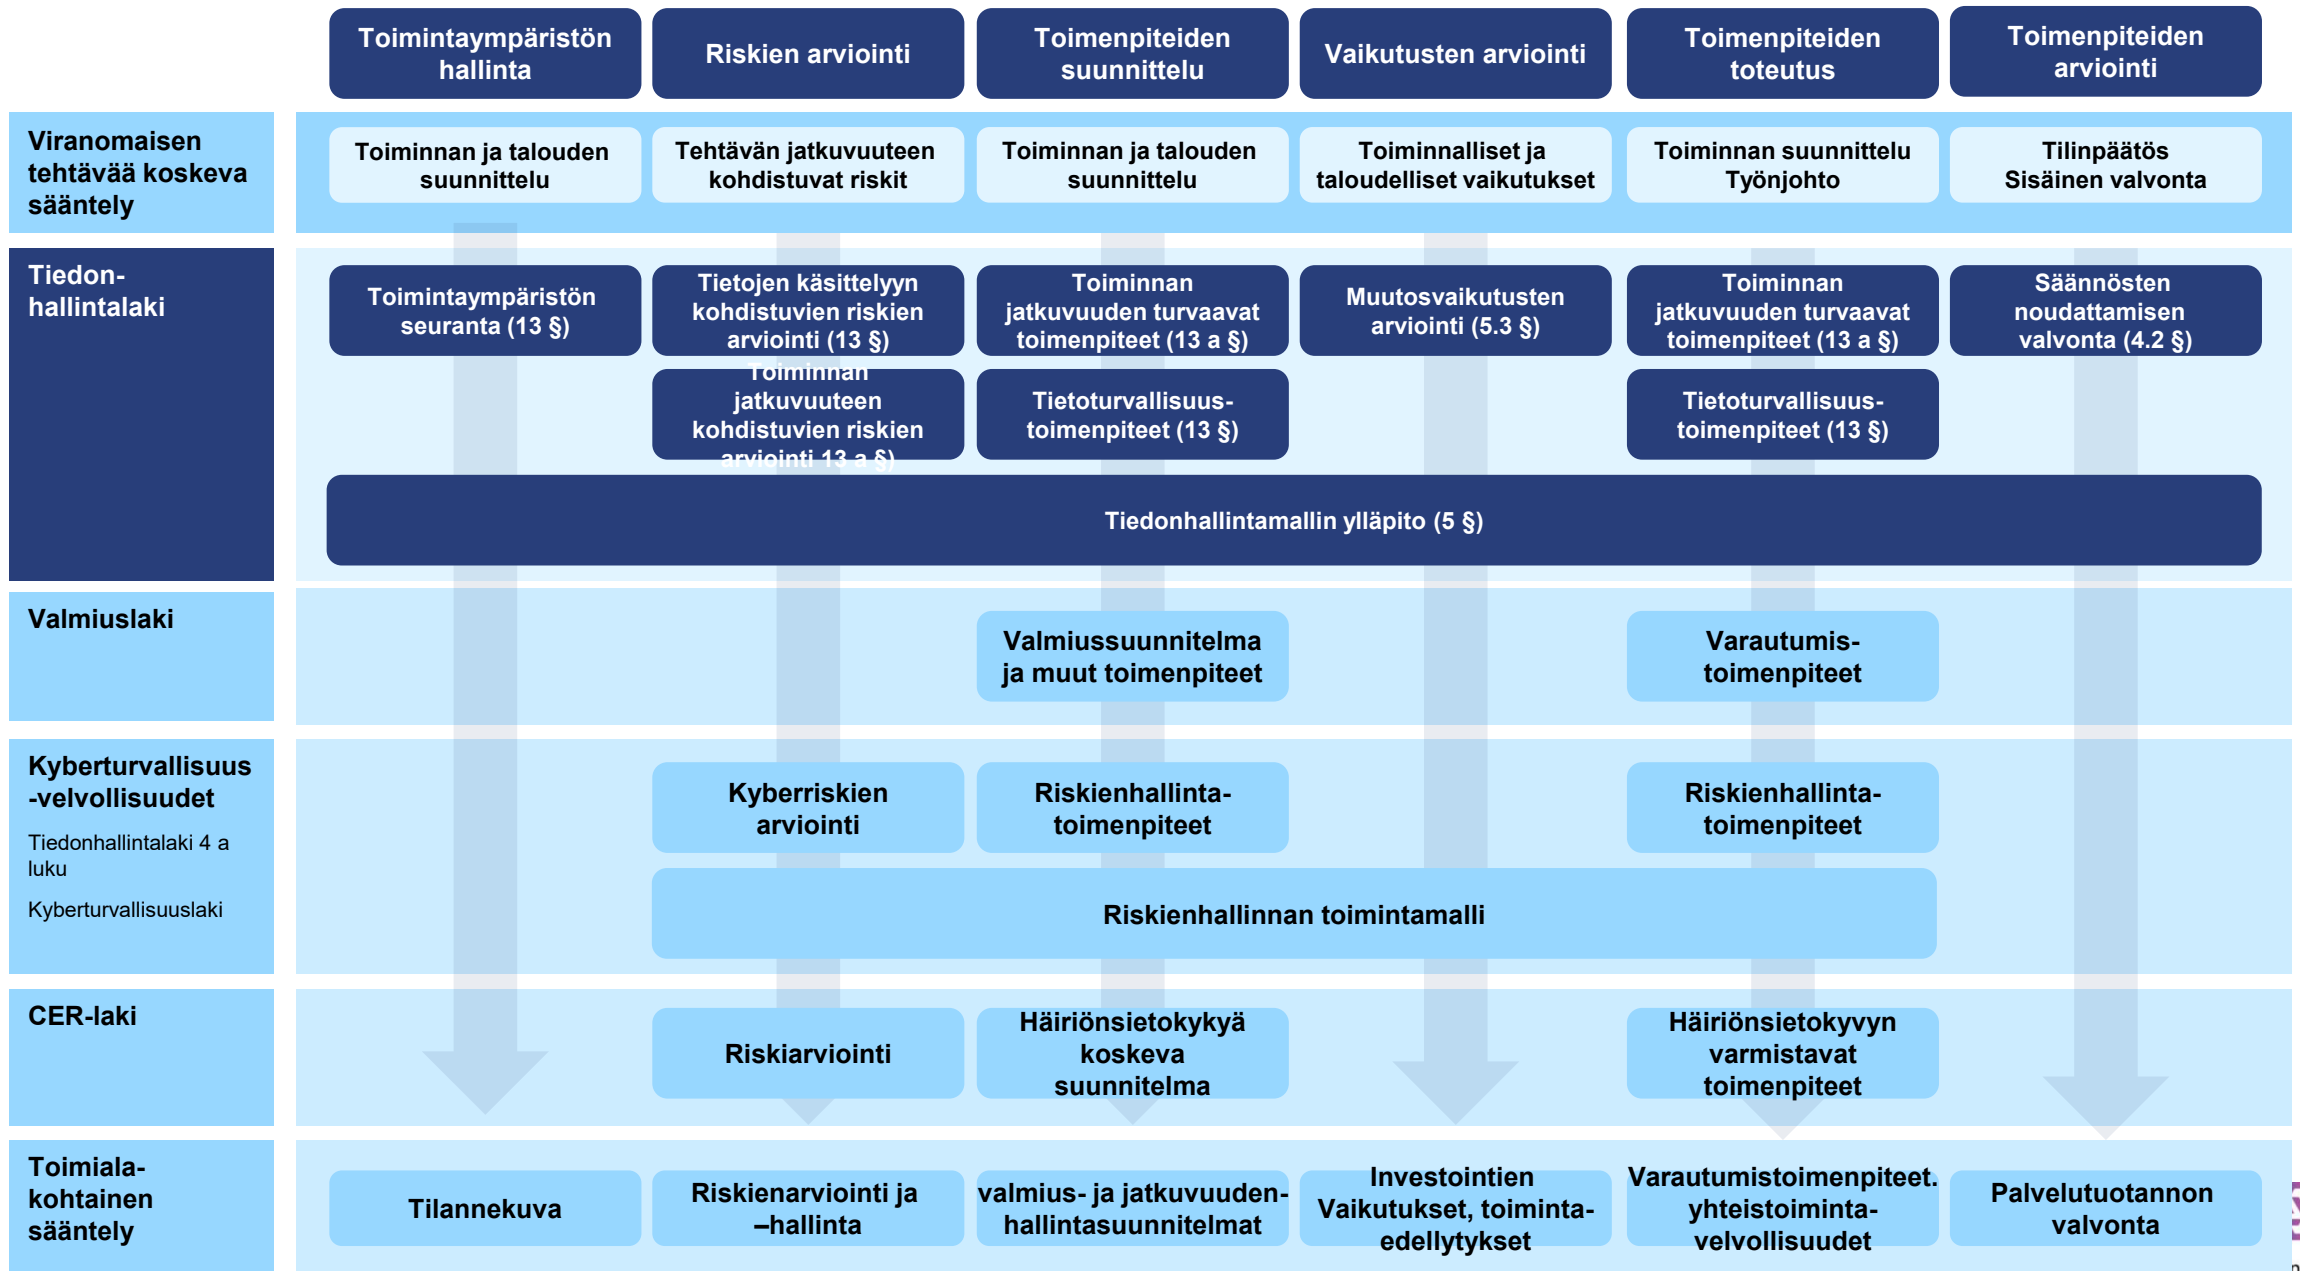 Toimintaympäristön
hallinta
Riskien arviointi
Toimenpiteiden
suunnittelu
Vaikutusten arviointi
Toimenpiteiden
toteutus
Toimenpiteiden
arviointi
Viranomaisen
tehtävää koskeva
sääntely
Toiminnan ja talouden
suunnittelu
Tehtävän jatkuvuuteen
kohdistuvat riskit
Toiminnan ja talouden
suunnittelu
Toiminnalliset ja
taloudelliset vaikutukset
Toiminnan suunnittelu
Työnjohto
Tilinpäätös
Sisäinen valvonta
Tiedon-
hallintalaki
Toimintaympäristön
seuranta (13 §)
Tietojen käsittelyyn
kohdistuvien riskien
arviointi (13 §)
Toiminnan
jatkuvuuden turvaavat
toimenpiteet (13 a §)
Muutosvaikutusten
arviointi (5.3 §)
Toiminnan
jatkuvuuden turvaavat
toimenpiteet (13 a §)
Säännösten
noudattamisen
valvonta (4.2 §)
Toiminnan
jatkuvuuteen
kohdistuvien riskien
arviointi 13 a §)
Tietoturvallisuus-
toimenpiteet (13 §)
Tietoturvallisuus-
toimenpiteet (13 §)
Tiedonhallintamallin ylläpito (5 §)
Valmiuslaki
Valmiussuunnitelma
ja muut toimenpiteet
Varautumis-
toimenpiteet
Kyberturvallisuus
-velvollisuudet
Tiedonhallintalaki 4 a
luku
Kyberturvallisuuslaki
Kyberriskien
arviointi
Riskienhallinta-
toimenpiteet
Riskienhallinta-
toimenpiteet
Riskienhallinnan toimintamalli
CER-laki
Riskiarviointi
Häiriönsietokykyä
koskeva
suunnitelma
Häiriönsietokyvyn
varmistavat
toimenpiteet
Toimiala-
kohtainen
sääntely
Tilannekuva
Riskienarviointi ja
–hallinta
valmius- ja jatkuvuuden-
hallintasuunnitelmat
Investointien
Vaikutukset, toiminta-
edellytykset
Varautumistoimenpiteet.
yhteistoiminta-
velvollisuudet
Palvelutuotannon
valvonta